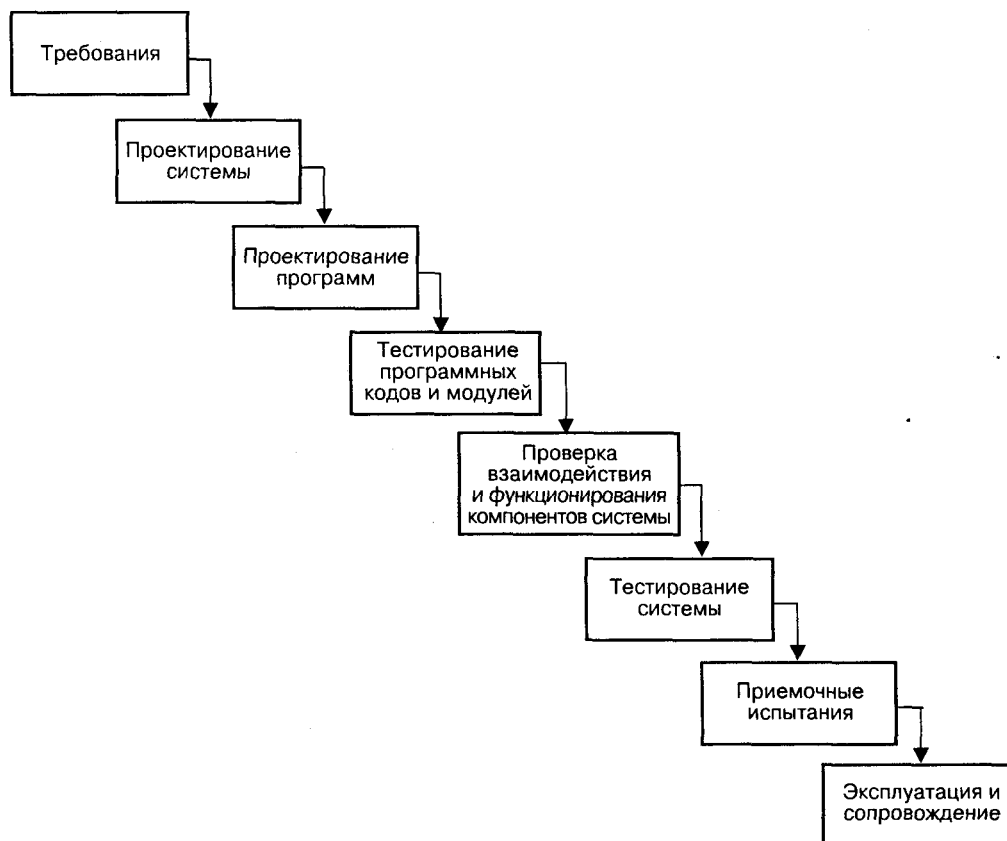 Требования
Проектирование
системы
Проектирование
программ
Тестирование
программных
кодов и модулей
Проверка
взаимодействия
и функционирования
компонентов системы
Тестирование
системы
Приемочные
испытания
Эксплуатация и
сопровождение